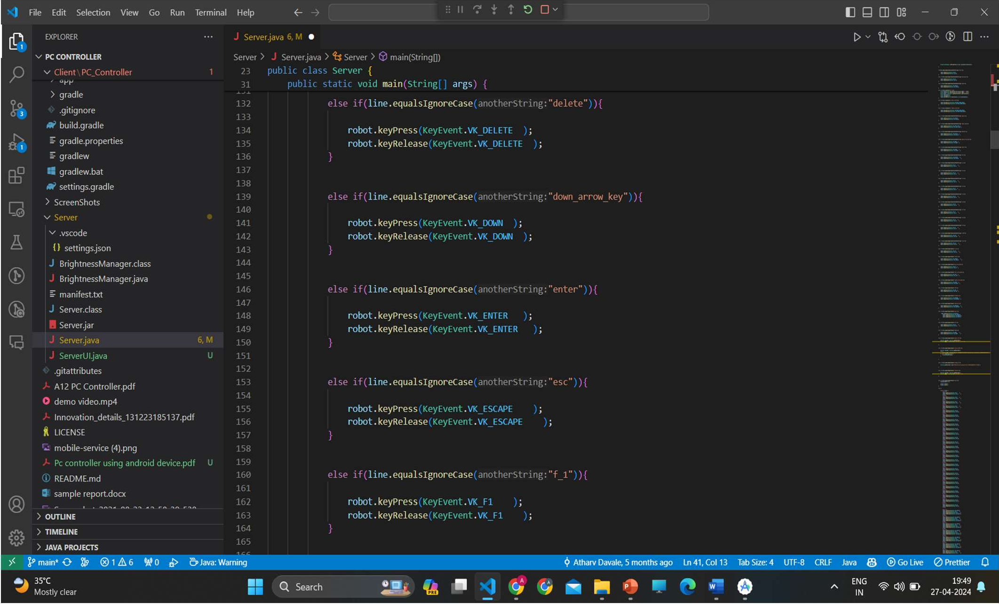 File Edit Selection View Go Run Terminal Help
EXPLORER
Server.java 6, M
PC CONTROLLER
Server > Server.java > Server > main(String[])
Client\PC_Controller 1
app
gradle
.gitignore
build.gradle
gradle.properties
gradlew
gradlew.bat
settings.gradle
ScreenShots
Server
.vscode
settings.json
BrightnessManager.class
BrightnessManager.java
manifest.txt
Server.class
Server.jar
Server.java 6, M
ServerUI.java U
.gitattributes
A12 PC Controller.pdf
demo video.mp4
Innovation_details_131223185137.pdf
LICENSE
mobile-service (4).png
Pc controller using android device.pdf U
README.md
sample report.docx
OUTLINE
TIMELINE
JAVA PROJECTS
1
3
1
23 public class Server {
31 public static void main(String[] args) {
131
132 else if(line.equalsIgnoreCase(anotherString:"delete")){
133
134 robot.keyPress(KeyEvent.VK_DELETE  );
135 robot.keyRelease(KeyEvent.VK_DELETE  );
136 }
137
138
139 else if(line.equalsIgnoreCase(anotherString:"down_arrow_key")){
140
141 robot.keyPress(KeyEvent.VK_DOWN  );
142 robot.keyRelease(KeyEvent.VK_DOWN  );
143 }
144
145
146 else if(line.equalsIgnoreCase(anotherString:"enter")){
147
148 robot.keyPress(KeyEvent.VK_ENTER   );
149 robot.keyRelease(KeyEvent.VK_ENTER   );
150 }
151
152
153 else if(line.equalsIgnoreCase(anotherString:"esc")){
154
155 robot.keyPress(KeyEvent.VK_ESCAPE    );
156 robot.keyRelease(KeyEvent.VK_ESCAPE    );
157 }
158
159
160 else if(line.equalsIgnoreCase(anotherString:"f_1")){
161
162 robot.keyPress(KeyEvent.VK_F1    );
163 robot.keyRelease(KeyEvent.VK_F1    );
164 }
165
main* 1 6 0 Java: Warning Atharv Davale, 5 months ago Ln 41, Col 13 Tab Size: 4 UTF-8 CRLF Java Go Live Prettier
35°C
Mostly clear
Search
PRE
ENG
IN
19:49
27-04-2024